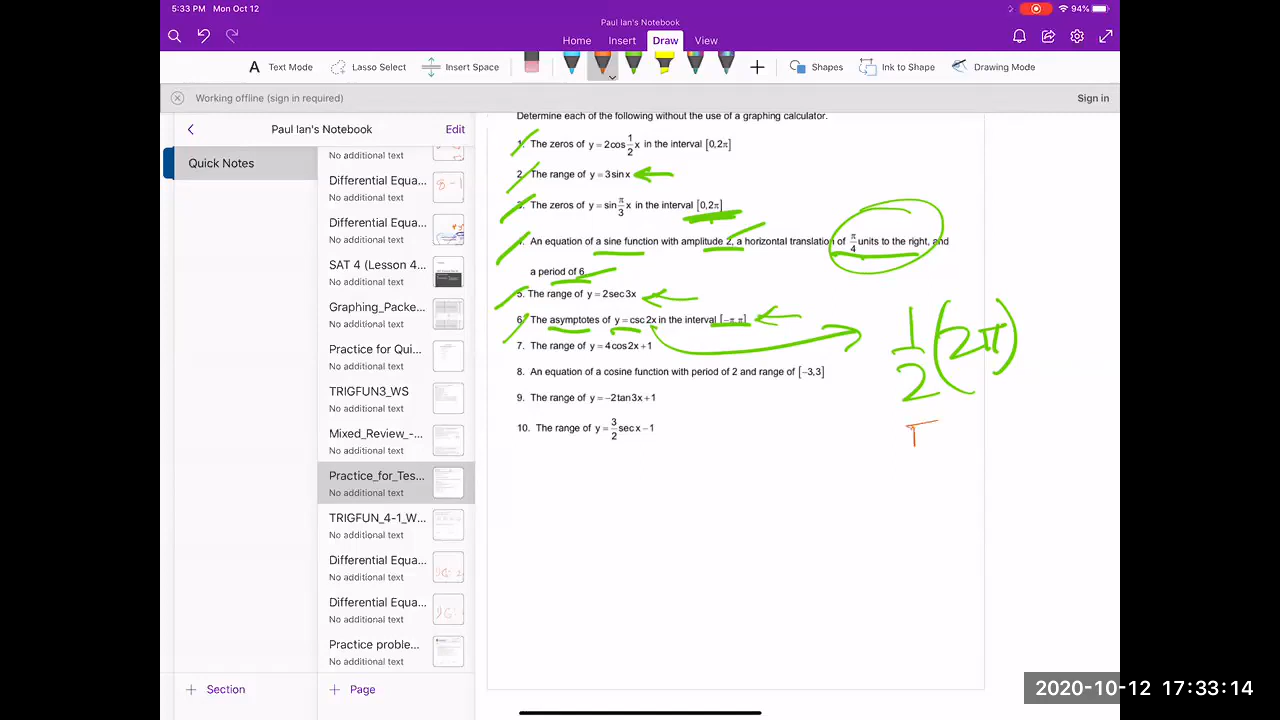 5:33 PM Mon Oct 12
94%
Paul Ian's Notebook
Home Insert Draw View
Text Mode Lasso Select Insert Space Shapes Ink to Shape Drawing Mode
Working offline (sign in required) Sign in
Paul Ian's Notebook Edit
Quick Notes
No additional text
Differential Equa...
No additional text
Differential Equa...
No additional text
SAT 4 (Lesson 4...
No additional text
Graphing_Packe...
No additional text
Practice for Qui...
No additional text
TRIGFUN3_WS
No additional text
Mixed_Review_-...
No additional text
Practice_for_Tes...
No additional text
TRIGFUN_4-1_W...
No additional text
Differential Equa...
No additional text
Differential Equa...
No additional text
Practice proble...
No additional text
+ Section + Page
Determine each of the following without the use of a graphing calculator.
1. The zeros of y = 2cos 1/2 x in the interval [0,2π]
2. The range of y = 3sin x
3. The zeros of y = sin π/3 x in the interval [0,2π]
4. An equation of a sine function with amplitude 2, a horizontal translation of π/4 units to the right, and
a period of 6
5. The range of y = 2sec3x
6. The asymptotes of y = csc 2x in the interval [−π,π]
7. The range of y = 4cos2x + 1
8. An equation of a cosine function with period of 2 and range of [−3,3]
9. The range of y = −2tan3x + 1
10. The range of y = 3/2 sec x − 1
1/2 (2π)
2020-10-12 17:33:14